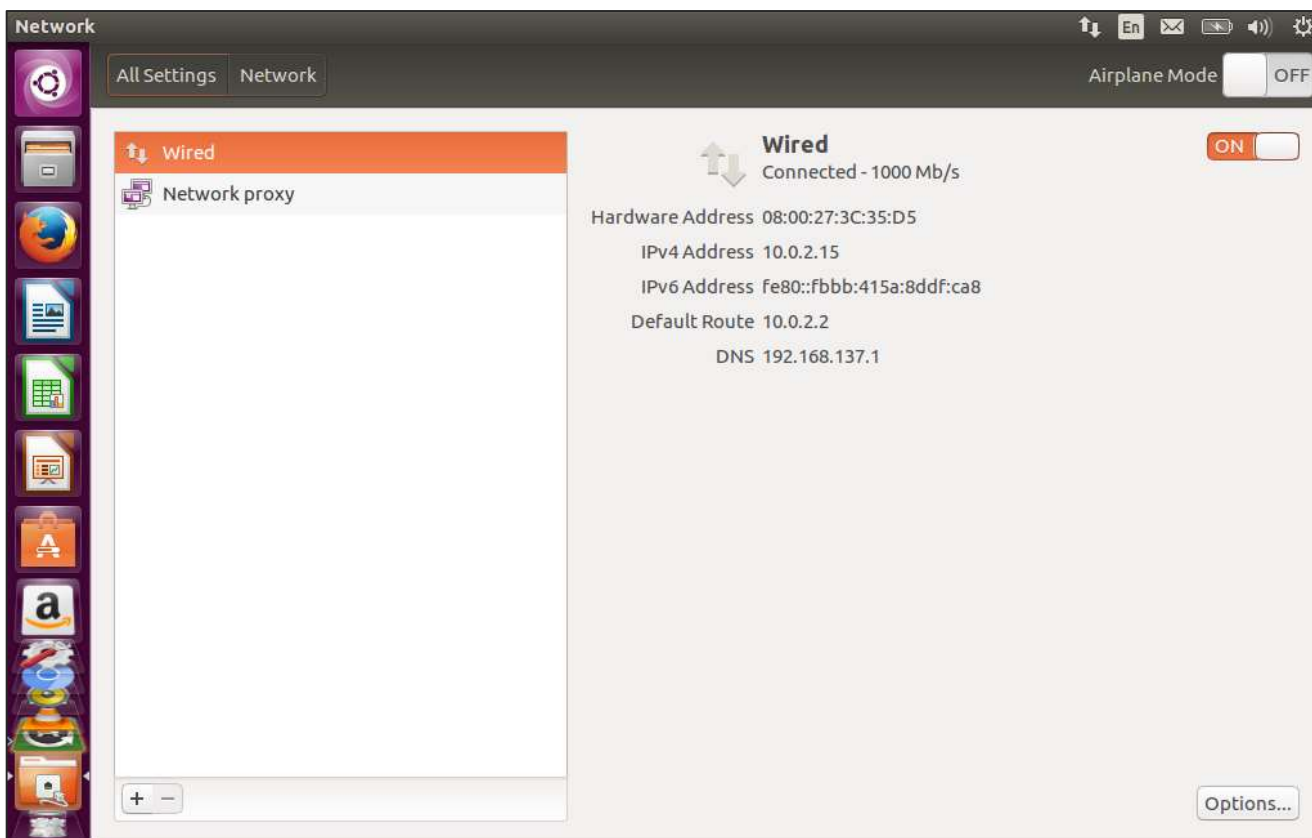 Network
En
All Settings Network
Airplane Mode OFF
Wired
Network proxy
Wired
ON
Connected - 1000 Mb/s
Hardware Address 08:00:27:3C:35:D5
IPv4 Address 10.0.2.15
IPv6 Address fe80::fbbb:415a:8ddf:ca8
Default Route 10.0.2.2
DNS 192.168.137.1
+ −
Options...